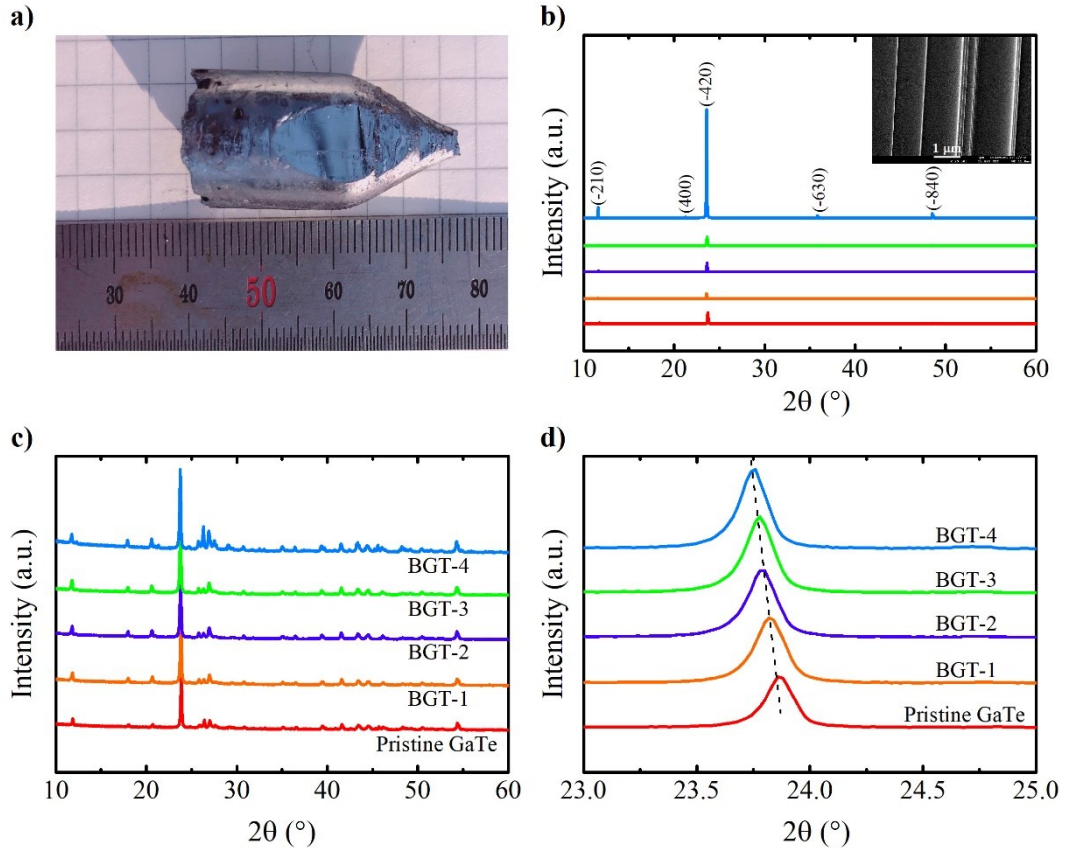 a)
30 40 50 60 70 80
b)
Intensity (a.u.)
(-210)
(400)
(-420)
(-630)
(-840)
1 μm
10 20 30 40 50 60
2θ (°)
c)
Intensity (a.u.)
BGT-4
BGT-3
BGT-2
BGT-1
Pristine GaTe
10 20 30 40 50 60
2θ (°)
d)
Intensity (a.u.)
BGT-4
BGT-3
BGT-2
BGT-1
Pristine GaTe
23.0 23.5 24.0 24.5 25.0
2θ (°)